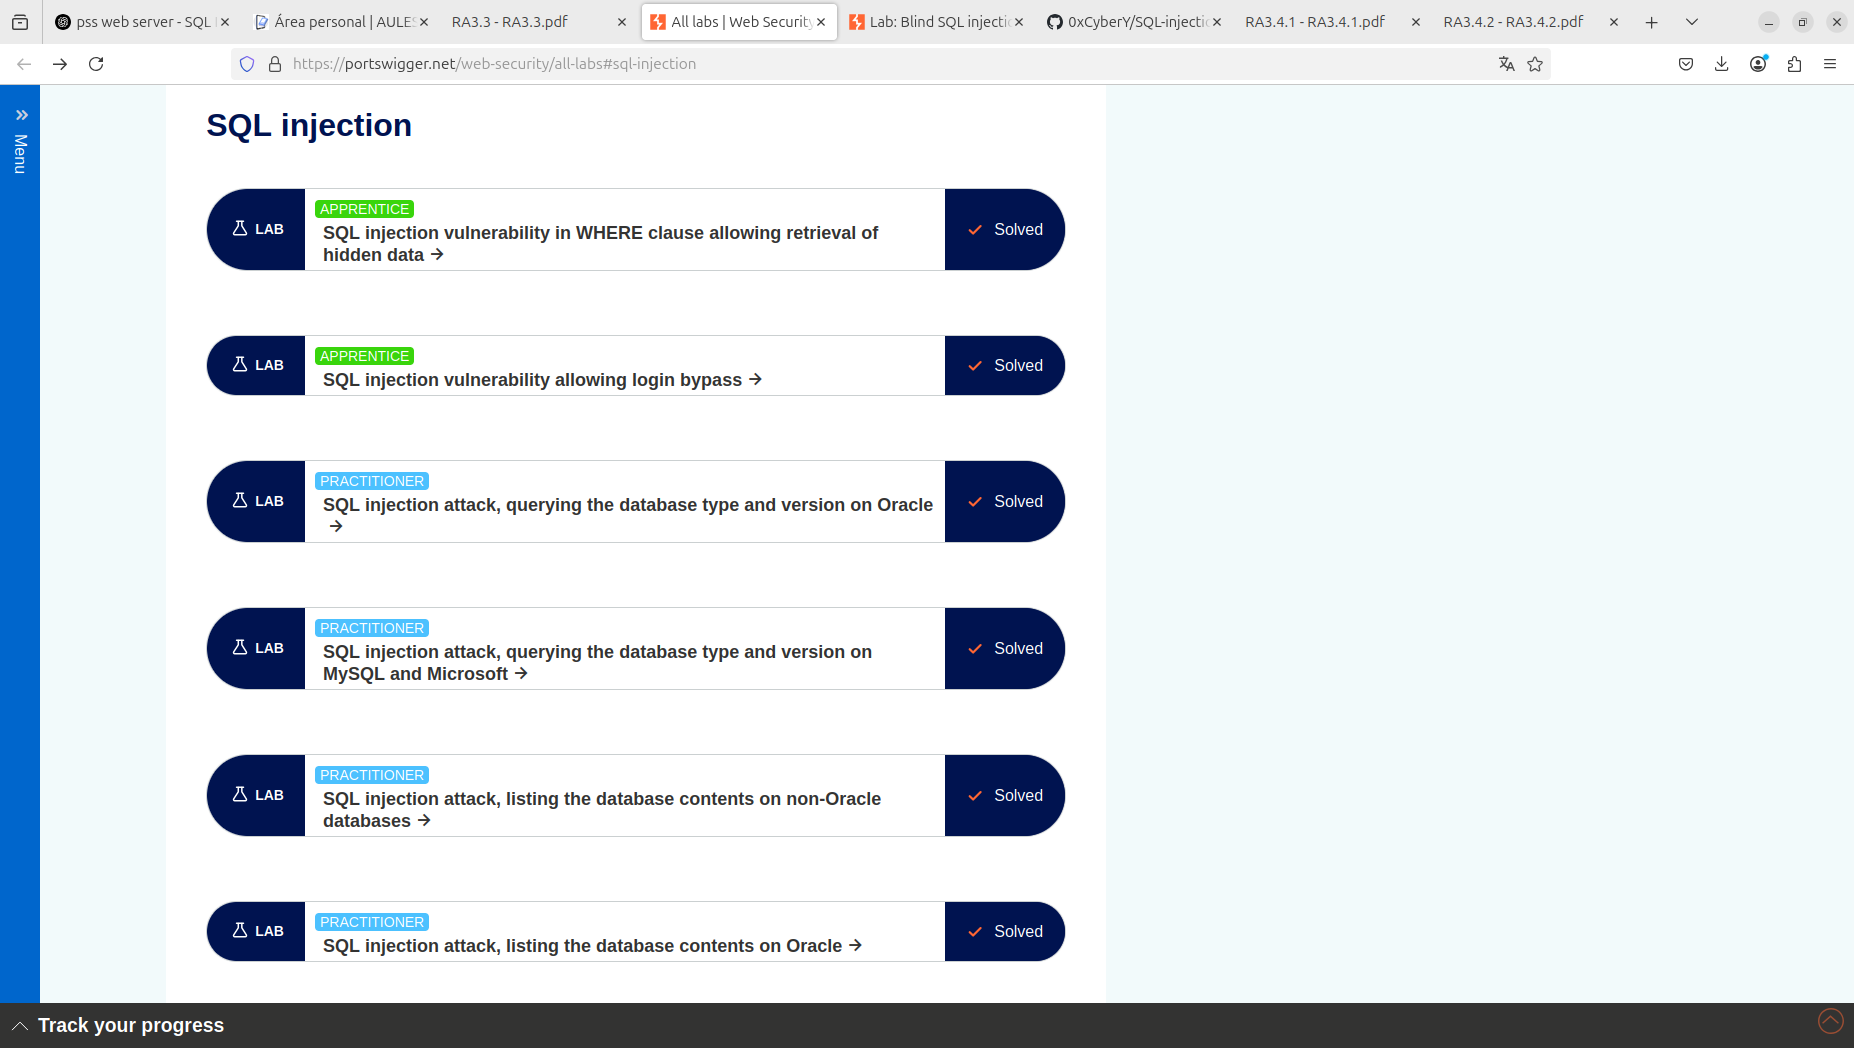 pss web server - SQL
Área personal | AULES
RA3.3 - RA3.3.pdf
All labs | Web Security
Lab: Blind SQL injectio
0xCyberY/SQL-injectio
RA3.4.1 - RA3.4.1.pdf
RA3.4.2 - RA3.4.2.pdf
https://portswigger.net/web-security/all-labs#sql-injection
Menu
SQL injection
LAB
APPRENTICE
SQL injection vulnerability in WHERE clause allowing retrieval of
hidden data
Solved
LAB
APPRENTICE
SQL injection vulnerability allowing login bypass
Solved
LAB
PRACTITIONER
SQL injection attack, querying the database type and version on Oracle
Solved
LAB
PRACTITIONER
SQL injection attack, querying the database type and version on
MySQL and Microsoft
Solved
LAB
PRACTITIONER
SQL injection attack, listing the database contents on non-Oracle
databases
Solved
LAB
PRACTITIONER
SQL injection attack, listing the database contents on Oracle
Solved
Track your progress